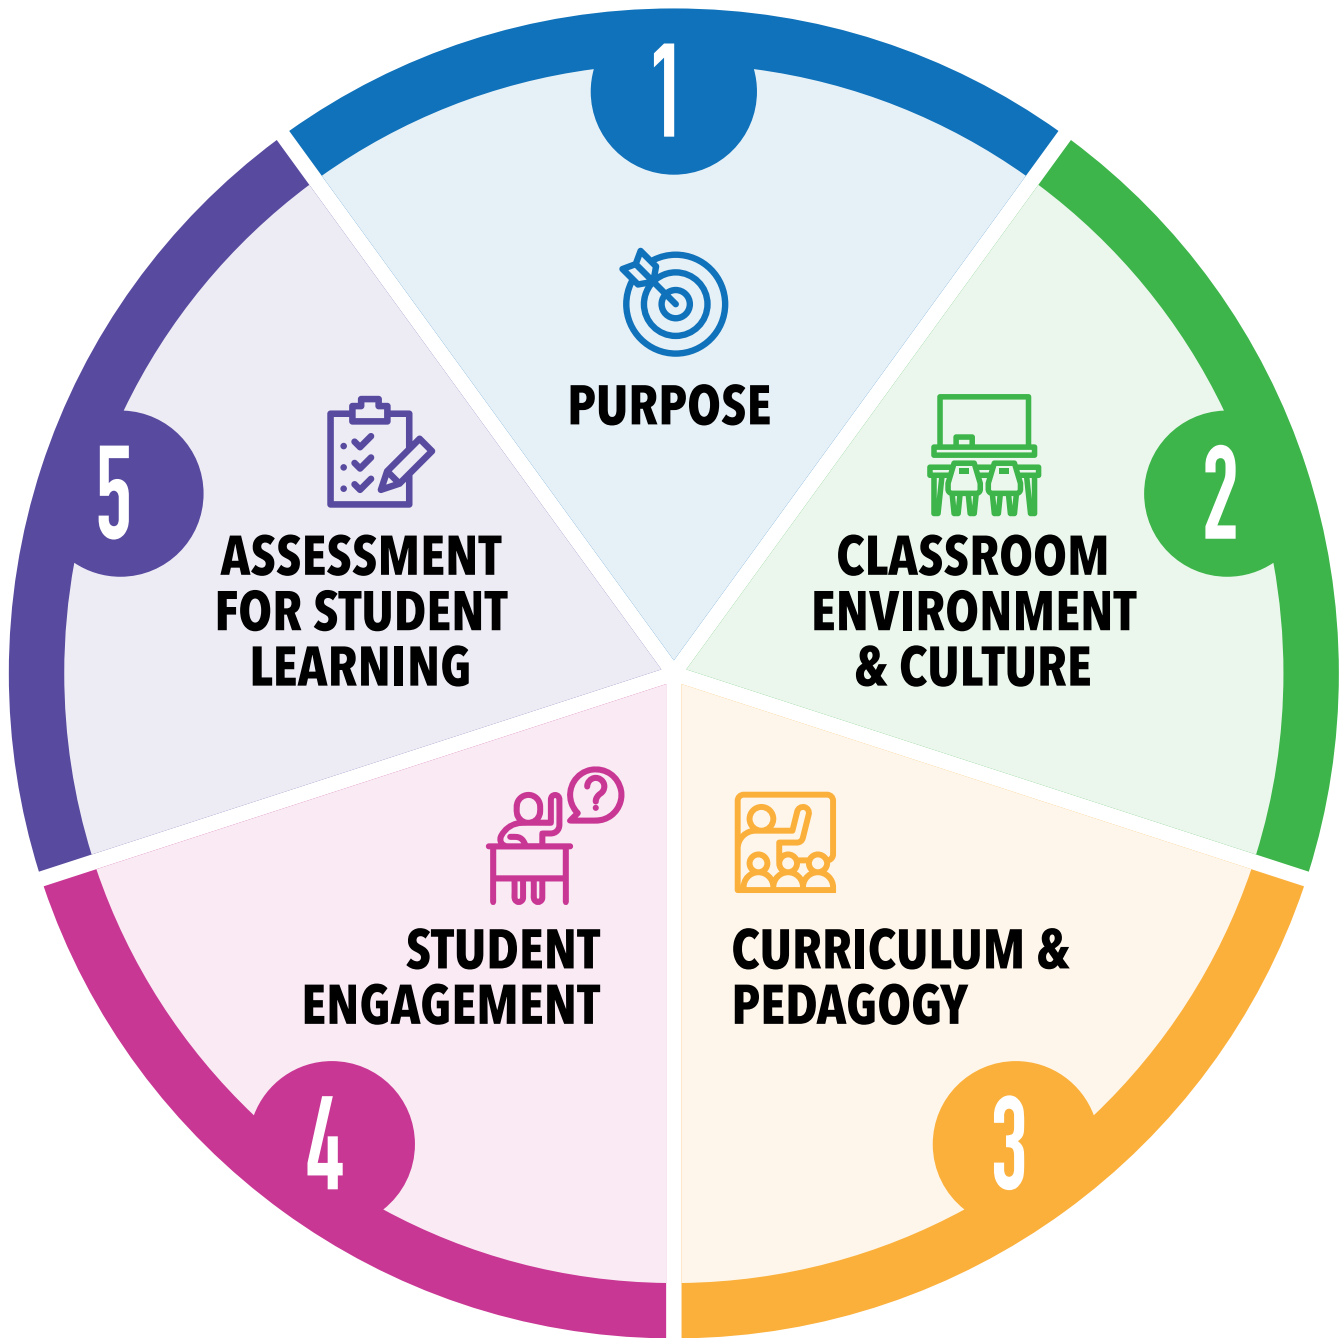 1
PURPOSE
2
CLASSROOM
ENVIRONMENT
& CULTURE
3
CURRICULUM &
PEDAGOGY
4
STUDENT
ENGAGEMENT
5
ASSESSMENT
FOR STUDENT
LEARNING
?